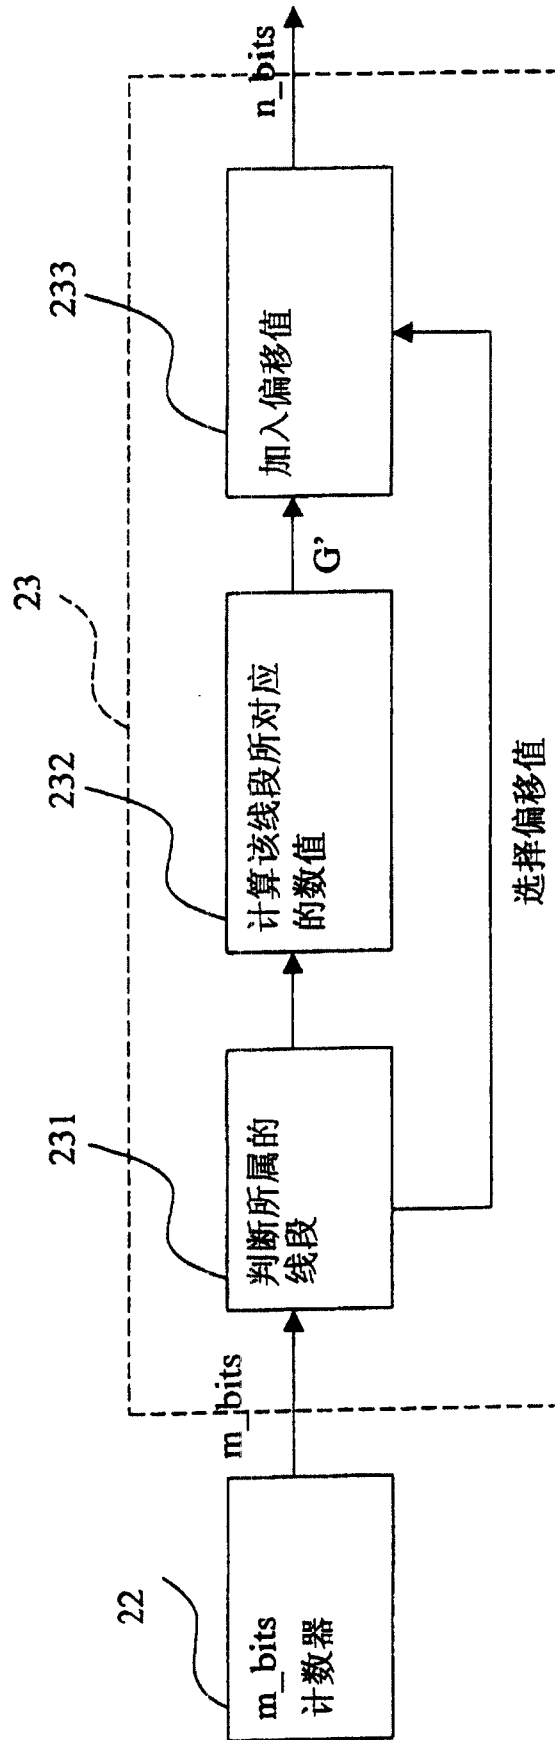 22
m_bits
计数器
m_bits
23
231
判断所属的
线段
232
计算该线段所对应
的数值
G’
233
加入偏移值
n_bits
选择偏移值